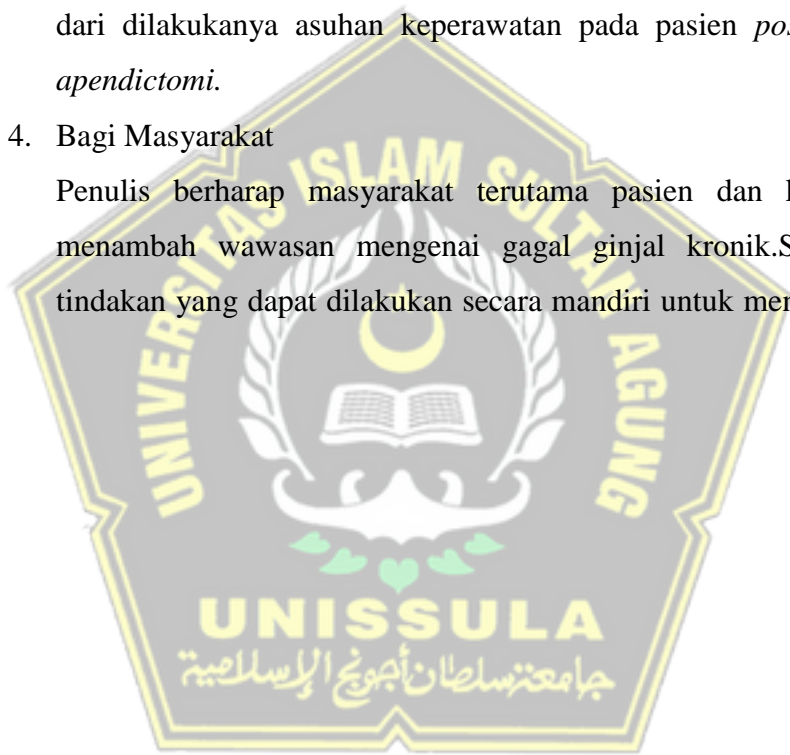 dari dilakukanya asuhan keperawatan pada pasien
apendictomi.
4. Bagi Masyarakat
Penulis berharap masyarakat terutama pasien dan
menambah wawasan mengenai gagal ginjal kronik.S
tindakan yang dapat dilakukan secara mandiri untuk
UNIVERSITAS ISLAM SULTAN AGUNG
UNISSULA
جامعة سلطان أجونج الإسلامية